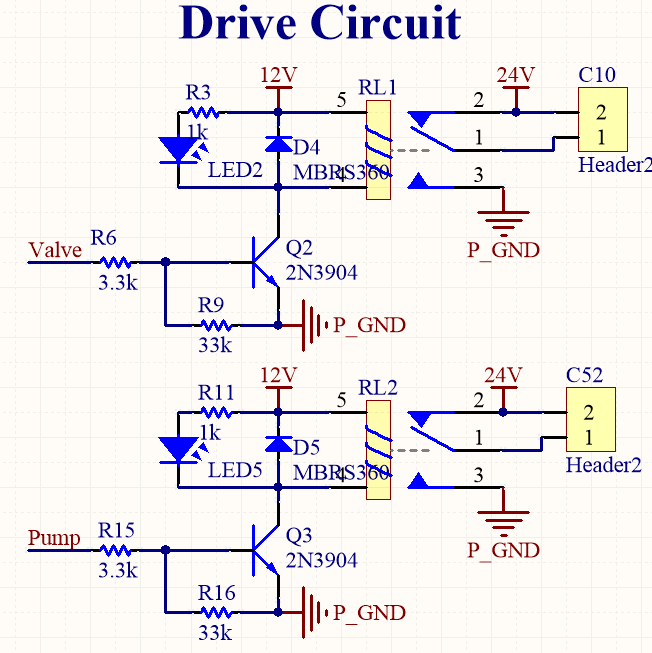 Drive Circuit
12V
24V
C10
R3
5
RL1
2
2
1k
1
1
D4
LED2
MBRS360
4
3
Header2
Valve
R6
3.3k
Q2
2N3904
P_GND
R9
33k
P_GND
12V
24V
C52
R11
5
RL2
2
2
1k
1
1
D5
LED5
MBRS360
4
3
Header2
Pump
R15
3.3k
Q3
2N3904
P_GND
R16
33k
P_GND